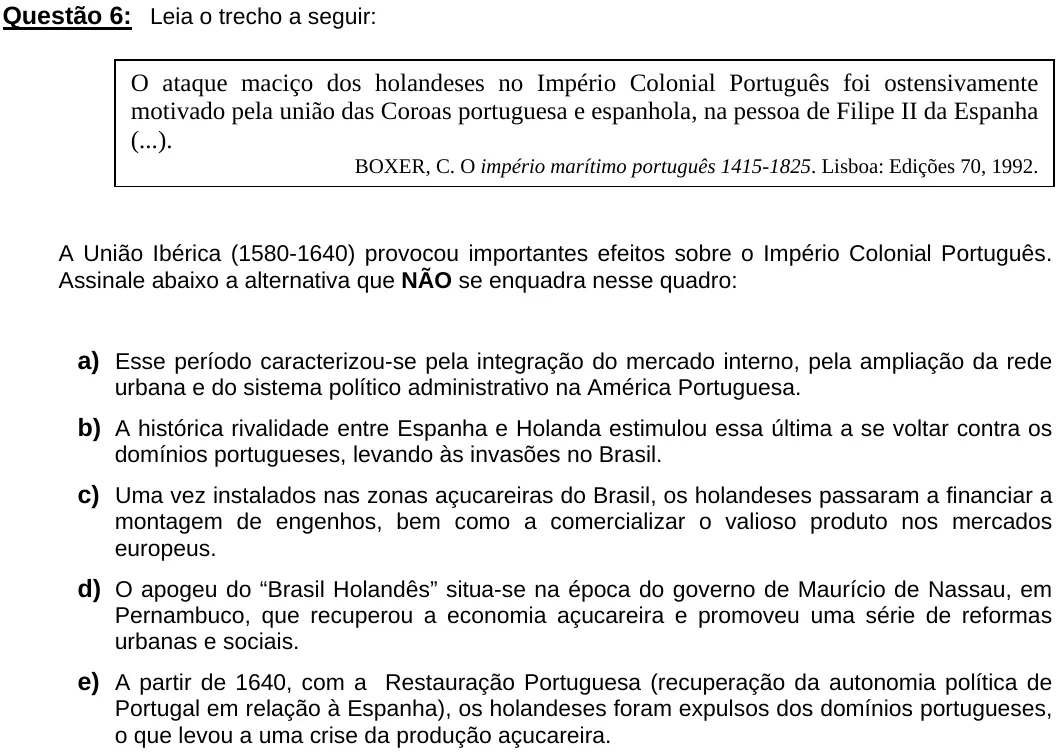 Questão 6: Leia o trecho a seguir:
O ataque maciço dos holandeses no Império Colonial Português foi ostensivamente
motivado pela união das Coroas portuguesa e espanhola, na pessoa de Filipe II da Espanha
(...).
BOXER, C. O império marítimo português 1415-1825. Lisboa: Edições 70, 1992.
A União Ibérica (1580-1640) provocou importantes efeitos sobre o Império Colonial Português.
Assinale abaixo a alternativa que NÃO se enquadra nesse quadro:
a) Esse período caracterizou-se pela integração do mercado interno, pela ampliação da rede
urbana e do sistema político administrativo na América Portuguesa.
b) A histórica rivalidade entre Espanha e Holanda estimulou essa última a se voltar contra os
domínios portugueses, levando às invasões no Brasil.
c) Uma vez instalados nas zonas açucareiras do Brasil, os holandeses passaram a financiar a
montagem de engenhos, bem como a comercializar o valioso produto nos mercados
europeus.
d) O apogeu do “Brasil Holandês” situa-se na época do governo de Maurício de Nassau, em
Pernambuco, que recuperou a economia açucareira e promoveu uma série de reformas
urbanas e sociais.
e) A partir de 1640, com a Restauração Portuguesa (recuperação da autonomia política de
Portugal em relação à Espanha), os holandeses foram expulsos dos domínios portugueses,
o que levou a uma crise da produção açucareira.